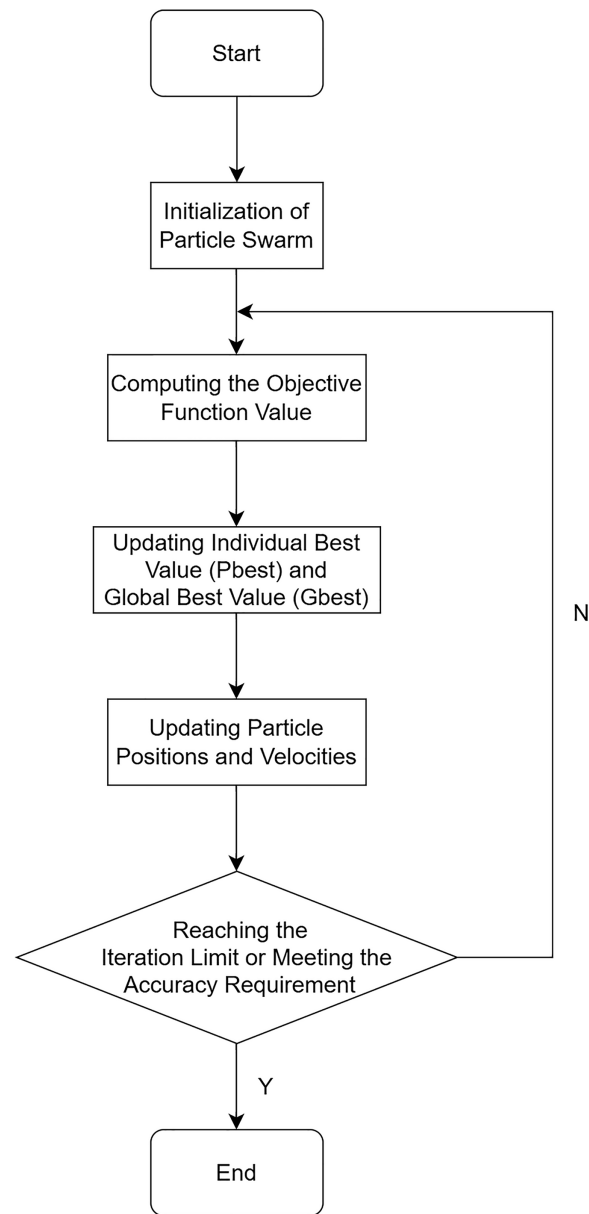 Start
Initialization of
Particle Swarm
Computing the Objective
Function Value
Updating Individual Best
Value (Pbest) and
Global Best Value (Gbest)
N
Updating Particle
Positions and Velocities
Reaching the
Iteration Limit or Meeting the
Accuracy Requirement
Y
End